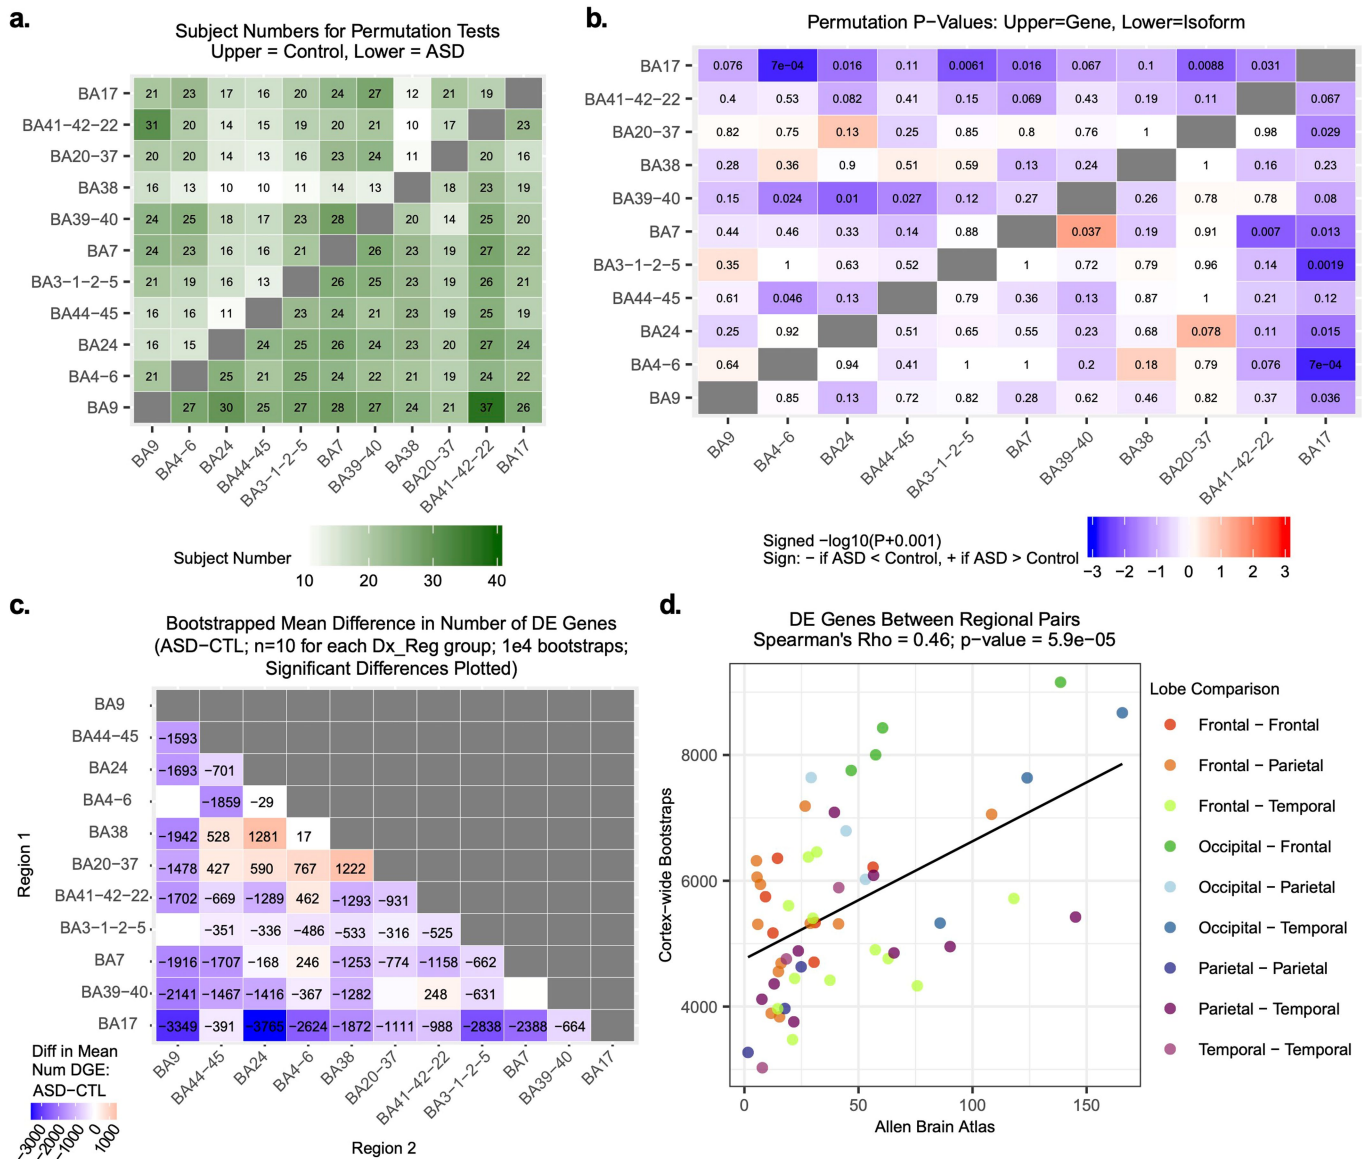 a.
Subject Numbers for Permutation Tests
Upper = Control, Lower = ASD
BA17 21 23 17 16 20 24 27 12 21 19
BA41−42−22 31 20 14 15 19 20 21 10 17 23
BA20−37 20 20 14 13 16 23 24 11 20 16
BA38 16 13 10 10 11 14 13 18 23 19
BA39−40 24 25 18 17 23 28 20 14 25 20
BA7 24 23 16 16 21 26 23 19 27 22
BA3−1−2−5 21 19 16 13 26 25 23 19 26 21
BA44−45 16 16 11 23 24 21 23 19 25 19
BA24 16 15 24 25 26 24 23 20 27 24
BA4−6 21 25 21 25 24 22 21 19 24 22
BA9 27 30 25 27 28 27 24 21 37 26
BA9 BA4−6 BA24 BA44−45 BA3−1−2−5 BA7 BA39−40 BA38 BA20−37 BA41−42−22 BA17
Subject Number
10 20 30 40
b.
Permutation P−Values: Upper=Gene, Lower=Isoform
BA17 0.076 7e−04 0.016 0.11 0.0061 0.016 0.067 0.1 0.0088 0.031
BA41−42−22 0.4 0.53 0.082 0.41 0.15 0.069 0.43 0.19 0.11 0.067
BA20−37 0.82 0.75 0.13 0.25 0.85 0.8 0.76 1 0.98 0.029
BA38 0.28 0.36 0.9 0.51 0.59 0.13 0.24 1 0.16 0.23
BA39−40 0.15 0.024 0.01 0.027 0.12 0.27 0.26 0.78 0.78 0.08
BA7 0.44 0.46 0.33 0.14 0.88 0.037 0.19 0.91 0.007 0.013
BA3−1−2−5 0.35 1 0.63 0.52 1 0.72 0.79 0.96 0.14 0.0019
BA44−45 0.61 0.046 0.13 0.79 0.36 0.13 0.87 1 0.21 0.12
BA24 0.25 0.92 0.51 0.65 0.55 0.23 0.68 0.078 0.11 0.015
BA4−6 0.64 0.94 0.41 1 1 0.2 0.18 0.79 0.076 7e−04
BA9 0.85 0.13 0.72 0.82 0.28 0.62 0.46 0.82 0.37 0.036
BA9 BA4−6 BA24 BA44−45 BA3−1−2−5 BA7 BA39−40 BA38 BA20−37 BA41−42−22 BA17
Signed −log10(P+0.001)
Sign: − if ASD < Control, + if ASD > Control
−3 −2 −1 0 1 2 3
c.
Bootstrapped Mean Difference in Number of DE Genes
(ASD−CTL; n=10 for each Dx_Reg group; 1e4 bootstraps;
Significant Differences Plotted)
Region 1
BA9
BA44−45 −1593
BA24 −1693 −701
BA4−6 −1859 −29
BA38 −1942 528 1281 17
BA20−37 −1478 427 590 767 1222
BA41−42−22 −1702 −669 −1289 462 −1293 −931
BA3−1−2−5 −351 −336 −486 −533 −316 −525
BA7 −1916 −1707 −168 246 −1253 −774 −1158 −662
BA39−40 −2141 −1467 −1416 −367 −1282 248 −631
BA17 −3349 −391 −3765 −2624 −1872 −1111 −988 −2838 −2388 −664
BA9 BA44−45 BA24 BA4−6 BA38 BA20−37 BA41−42−22 BA3−1−2−5 BA7 BA39−40 BA17
Region 2
Diff in Mean
Num DGE:
ASD−CTL
−3000 −2000 −1000 0 1000
d.
DE Genes Between Regional Pairs
Spearman's Rho = 0.46; p−value = 5.9e−05
Cortex−wide Bootstraps
8000
6000
4000
0 50 100 150
Allen Brain Atlas
Lobe Comparison
Frontal − Frontal
Frontal − Parietal
Frontal − Temporal
Occipital − Frontal
Occipital − Parietal
Occipital − Temporal
Parietal − Parietal
Parietal − Temporal
Temporal − Temporal